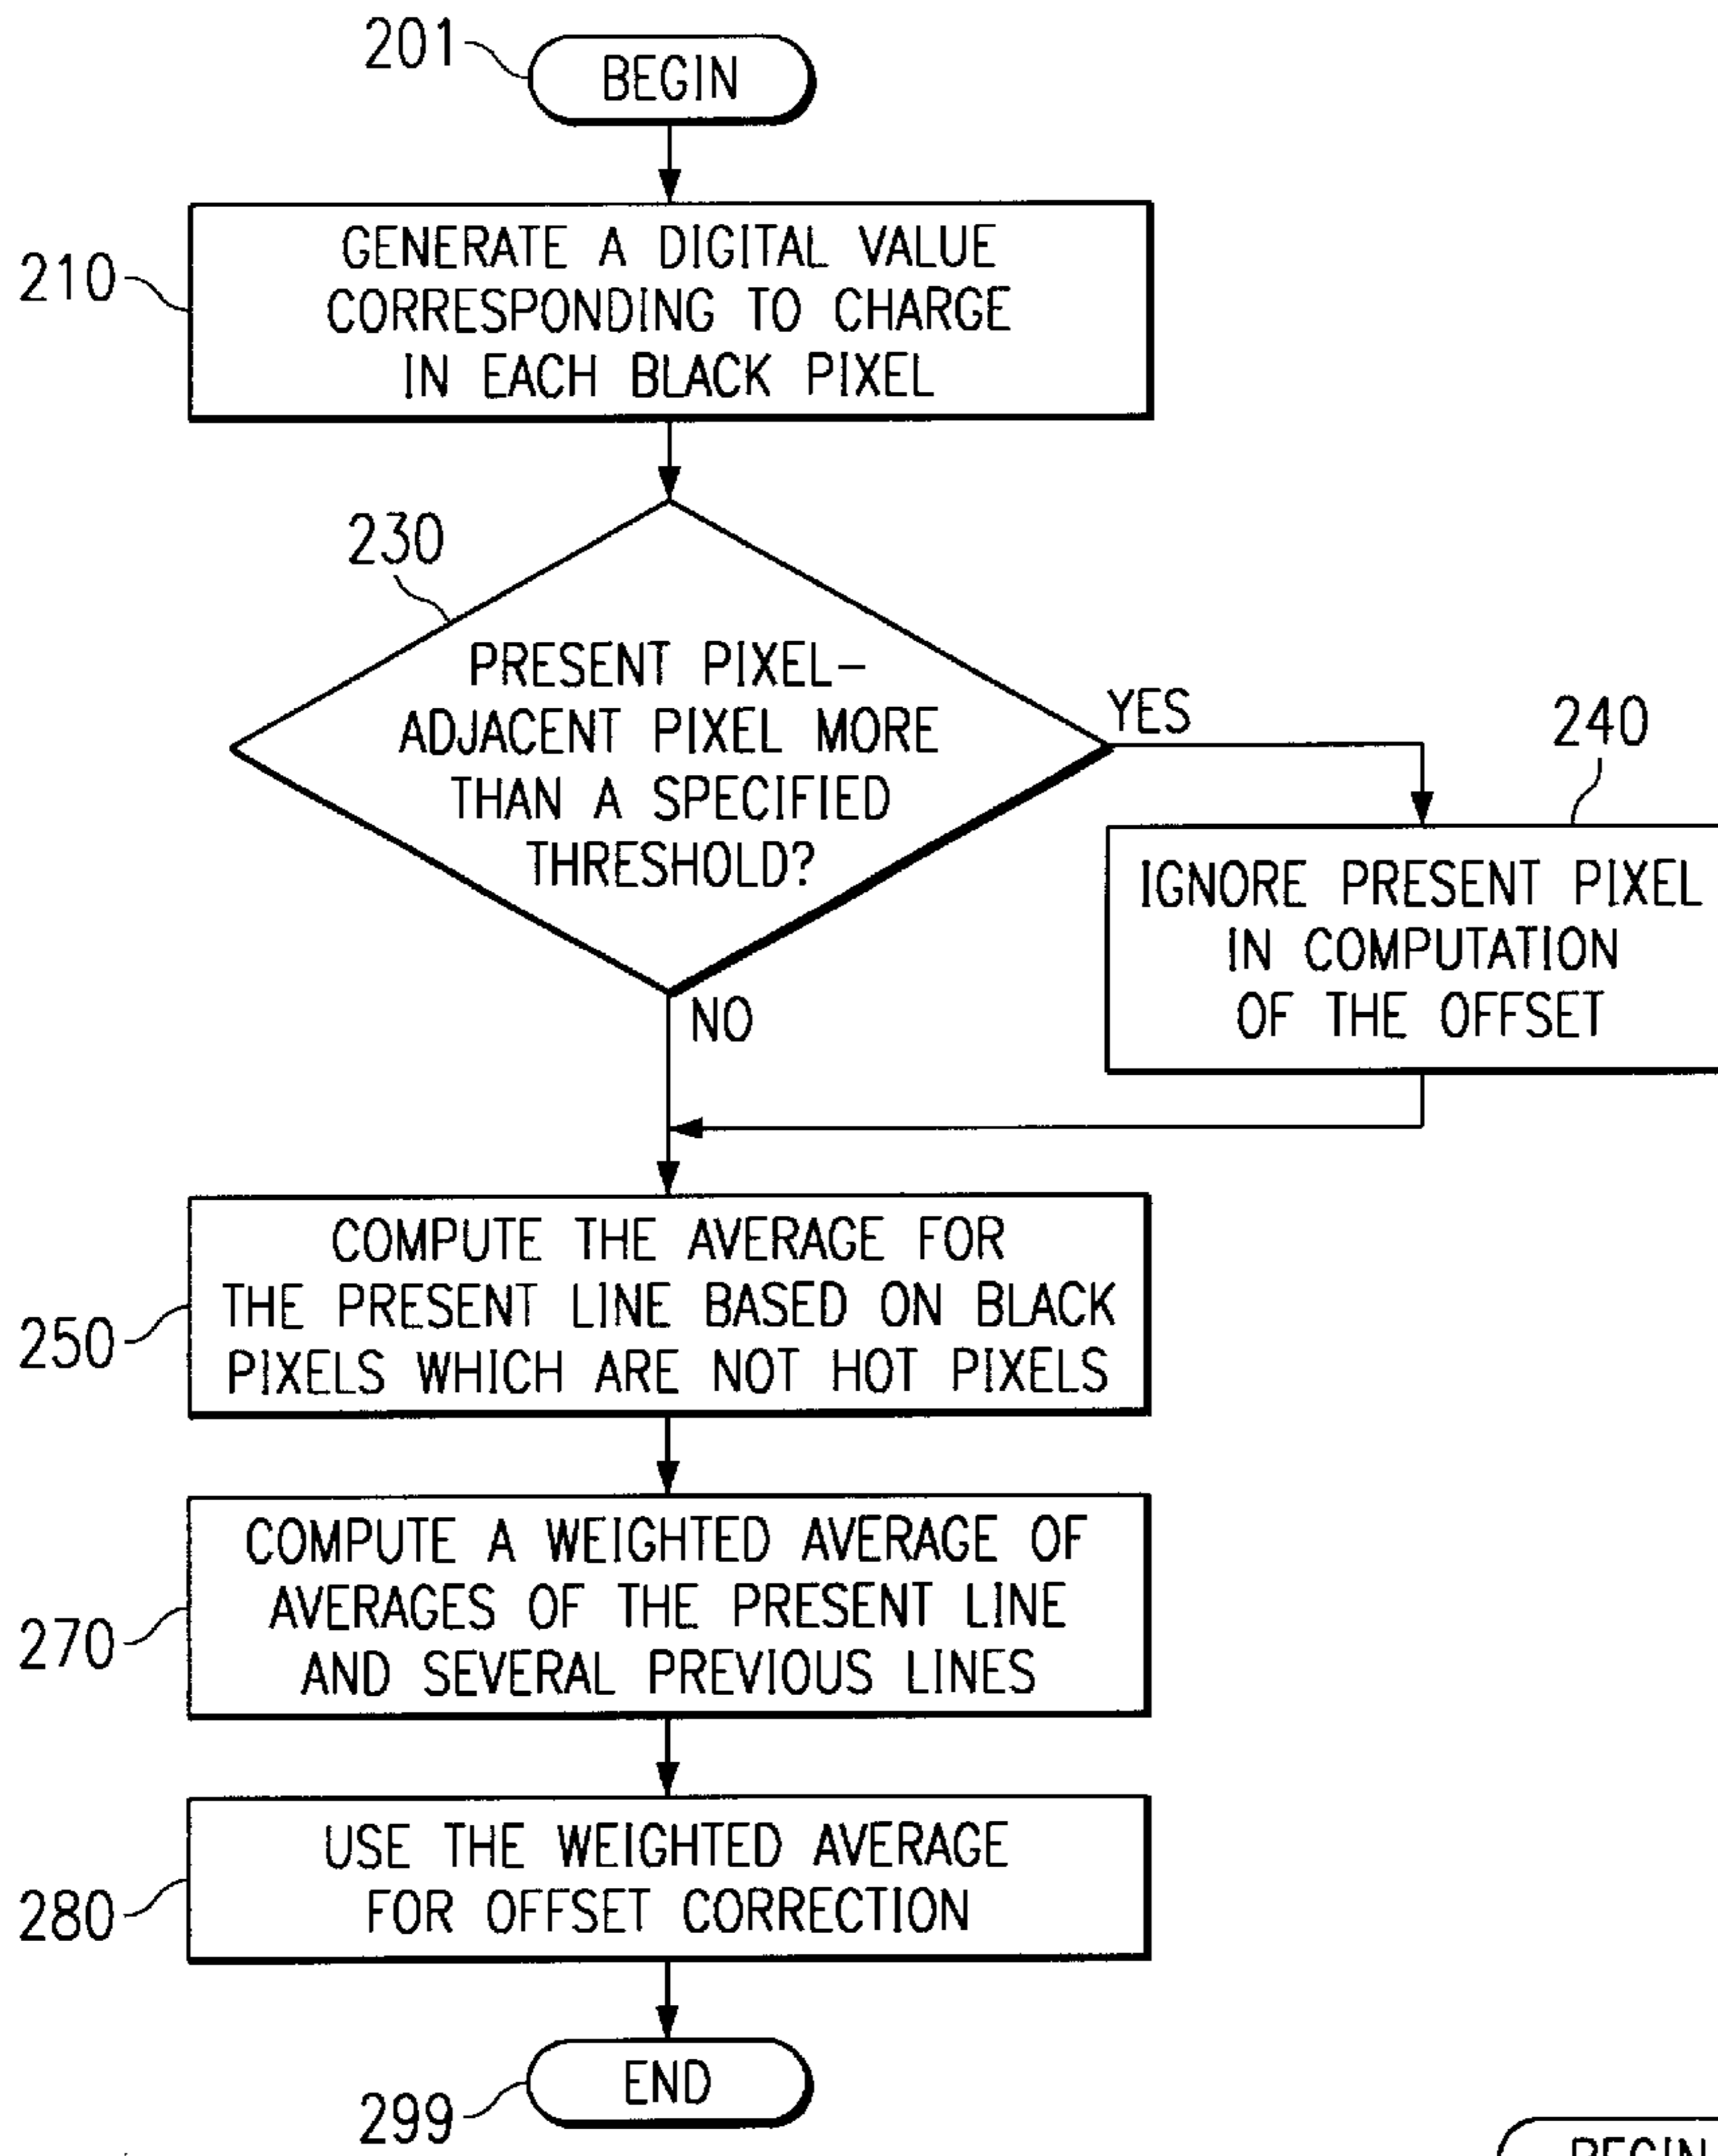 201
BEGIN
210
GENERATE A DIGITAL VALUE
CORRESPONDING TO CHARGE
IN EACH BLACK PIXEL
230
PRESENT PIXEL-
ADJACENT PIXEL MORE
THAN A SPECIFIED
THRESHOLD?
YES
240
IGNORE PRESENT PIXEL
IN COMPUTATION
OF THE OFFSET
NO
250
COMPUTE THE AVERAGE FOR
THE PRESENT LINE BASED ON BLACK
PIXELS WHICH ARE NOT HOT PIXELS
270
COMPUTE A WEIGHTED AVERAGE OF
AVERAGES OF THE PRESENT LINE
AND SEVERAL PREVIOUS LINES
280
USE THE WEIGHTED AVERAGE
FOR OFFSET CORRECTION
END
299
BEGIN